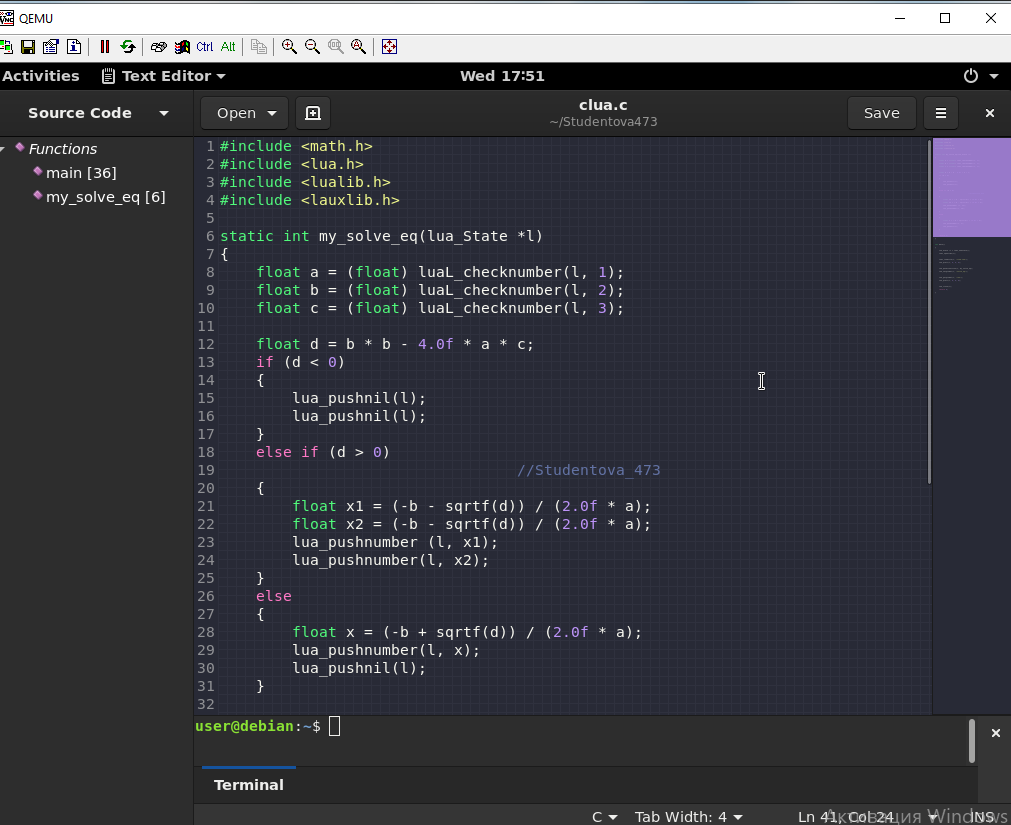 QEMU
Ctrl Alt
Activities Text Editor Wed 17:51
Source Code Open clua.c Save
~/Studentova473
Functions
main [36]
my_solve_eq [6]
1 #include <math.h>
2 #include <lua.h>
3 #include <lualib.h>
4 #include <lauxlib.h>
5
6 static int my_solve_eq(lua_State *l)
7 {
8     float a = (float) luaL_checknumber(l, 1);
9     float b = (float) luaL_checknumber(l, 2);
10     float c = (float) luaL_checknumber(l, 3);
11
12     float d = b * b - 4.0f * a * c;
13     if (d < 0)
14     {
15         lua_pushnil(l);
16         lua_pushnil(l);
17     }
18     else if (d > 0)
19                                  //Studentova_473
20     {
21         float x1 = (-b - sqrtf(d)) / (2.0f * a);
22         float x2 = (-b - sqrtf(d)) / (2.0f * a);
23         lua_pushnumber (l, x1);
24         lua_pushnumber(l, x2);
25     }
26     else
27     {
28         float x = (-b + sqrtf(d)) / (2.0f * a);
29         lua_pushnumber(l, x);
30         lua_pushnil(l);
31     }
32
user@debian:~$
Terminal
C Tab Width: 4 Ln 41, Col 24 INS
Активация Windows